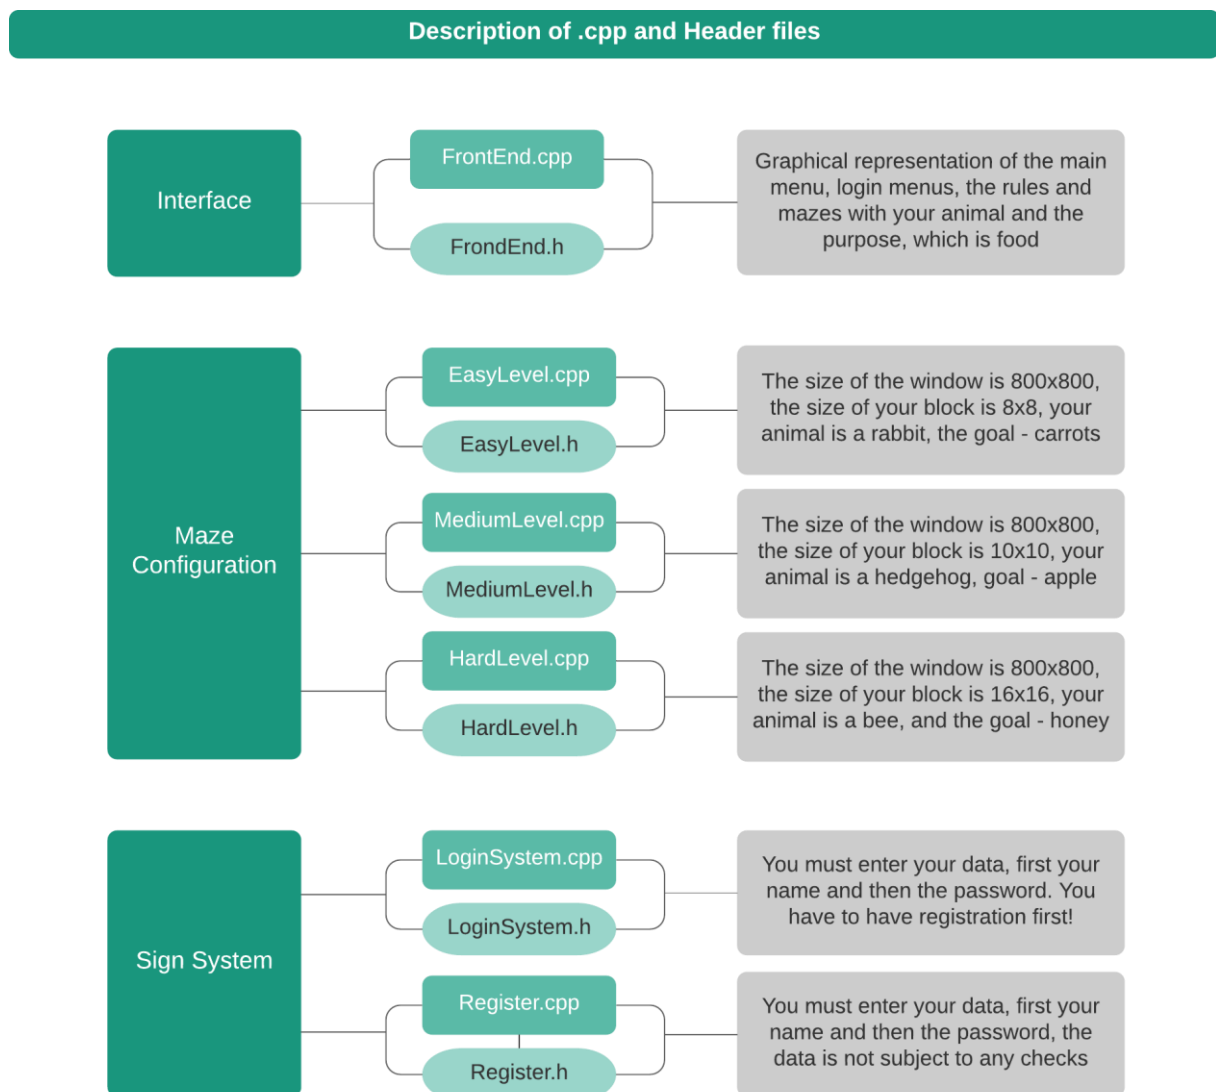 Description of .cpp and Header files
Interface
FrontEnd.cpp
FrondEnd.h
Graphical representation of the main
menu, login menus, the rules and
mazes with your animal and the
purpose, which is food
Maze
Configuration
EasyLevel.cpp
EasyLevel.h
The size of the window is 800x800,
the size of your block is 8x8, your
animal is a rabbit, the goal - carrots
MediumLevel.cpp
MediumLevel.h
The size of the window is 800x800,
the size of your block is 10x10, your
animal is a hedgehog, goal - apple
HardLevel.cpp
HardLevel.h
The size of the window is 800x800,
the size of your block is 16x16, your
animal is a bee, and the goal - honey
Sign System
LoginSystem.cpp
LoginSystem.h
You must enter your data, first your
name and then the password. You
have to have registration first!
Register.cpp
Register.h
You must enter your data, first your
name and then the password, the
data is not subject to any checks